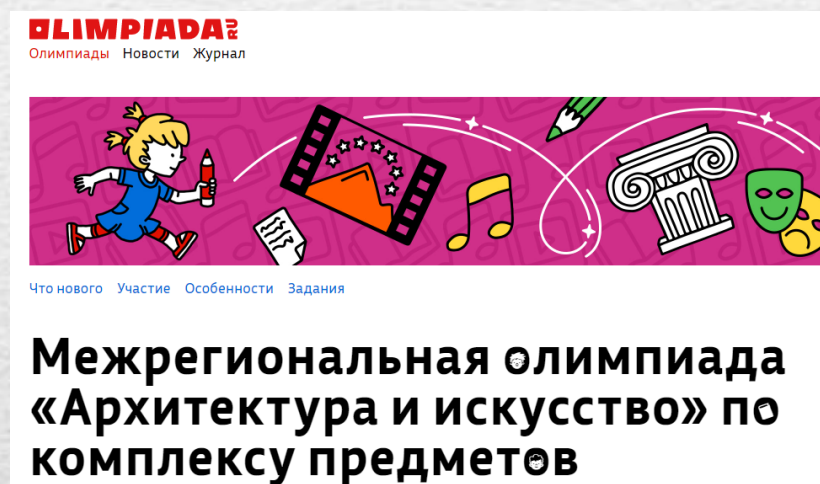 OLIMPIADA.RU
Олимпиады Новости Журнал
Что нового Участие Особенности Задания
Межрегиональная олимпиада
«Архитектура и искусство» по
комплексу предметов